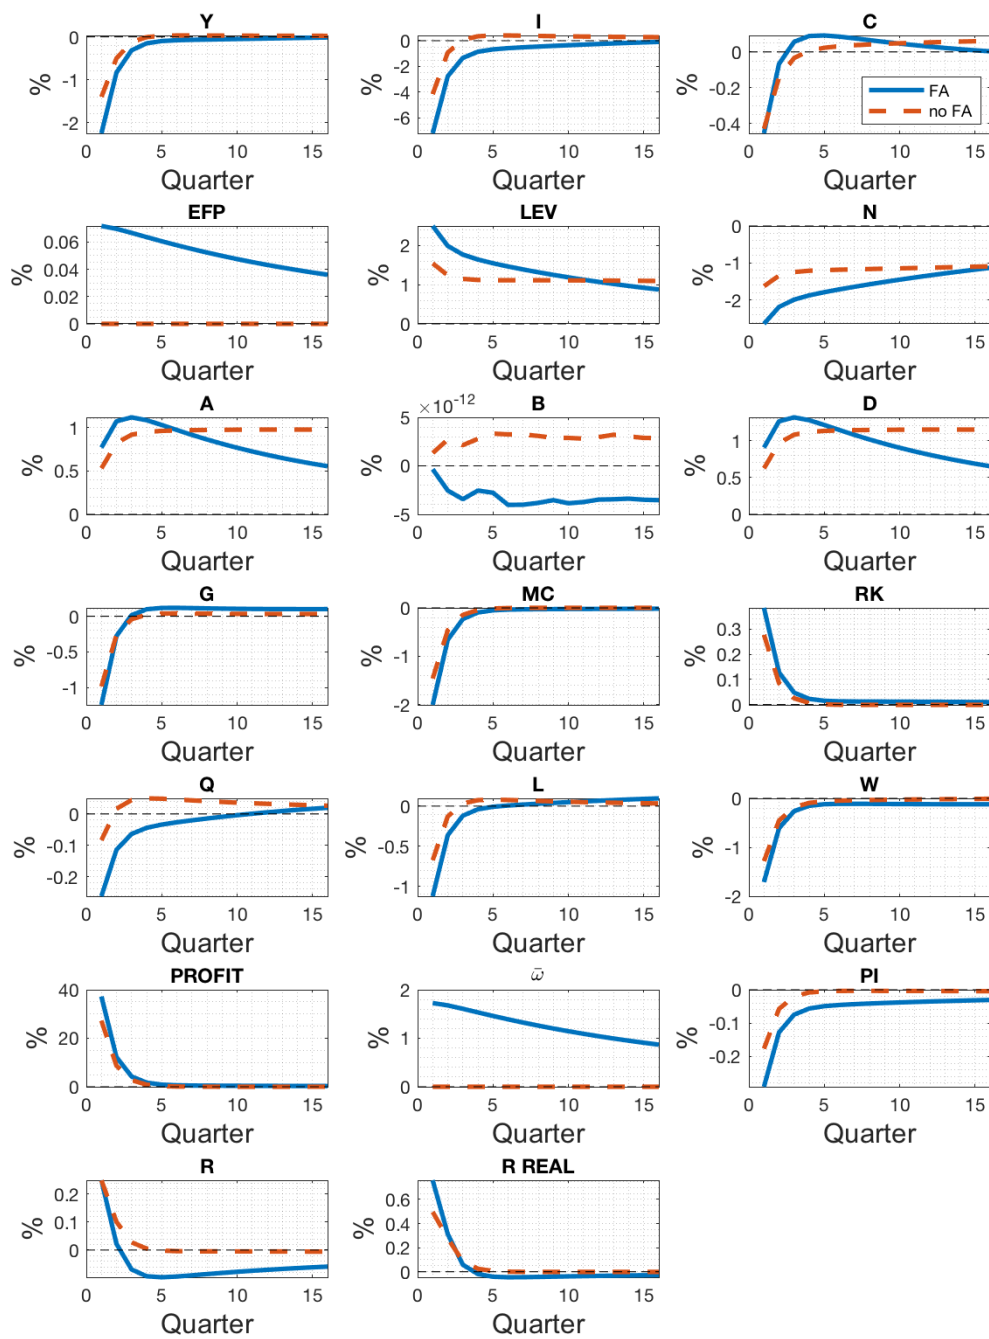 Y
I
C
%
0
-1
-2
0 5 10 15
Quarter
%
0
-2
-4
-6
0 5 10 15
Quarter
%
0
-0.2
-0.4
FA
no FA
0 5 10 15
Quarter
EFP
LEV
N
%
0.06
0.04
0.02
0
0 5 10 15
Quarter
%
2
1
0
0 5 10 15
Quarter
%
0
-1
-2
0 5 10 15
Quarter
A
B
D
%
1
0.5
0
0 5 10 15
Quarter
×10-12
%
5
0
-5
0 5 10 15
Quarter
%
1
0.5
0
0 5 10 15
Quarter
G
MC
RK
%
0
-0.5
-1
0 5 10 15
Quarter
%
0
-1
-2
0 5 10 15
Quarter
%
0.3
0.2
0.1
0
0 5 10 15
Quarter
Q
L
W
%
0
-0.1
-0.2
0 5 10 15
Quarter
%
0
-0.5
-1
0 5 10 15
Quarter
%
0
-1
-2
0 5 10 15
Quarter
PROFIT
ω̄
PI
%
40
20
0
0 5 10 15
Quarter
%
2
1
0
0 5 10 15
Quarter
%
0
-0.1
-0.2
0 5 10 15
Quarter
R
R REAL
%
0.2
0.1
0
0 5 10 15
Quarter
%
0.6
0.4
0.2
0
0 5 10 15
Quarter